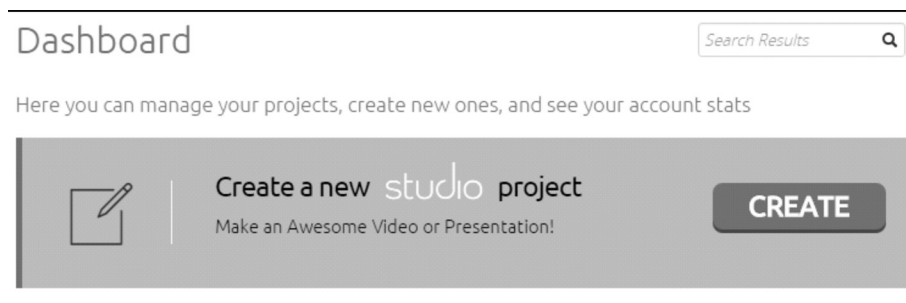 Dashboard
Search Results
Here you can manage your projects, create new ones, and see your account stats
Create a new studio project
Make an Awesome Video or Presentation!
CREATE